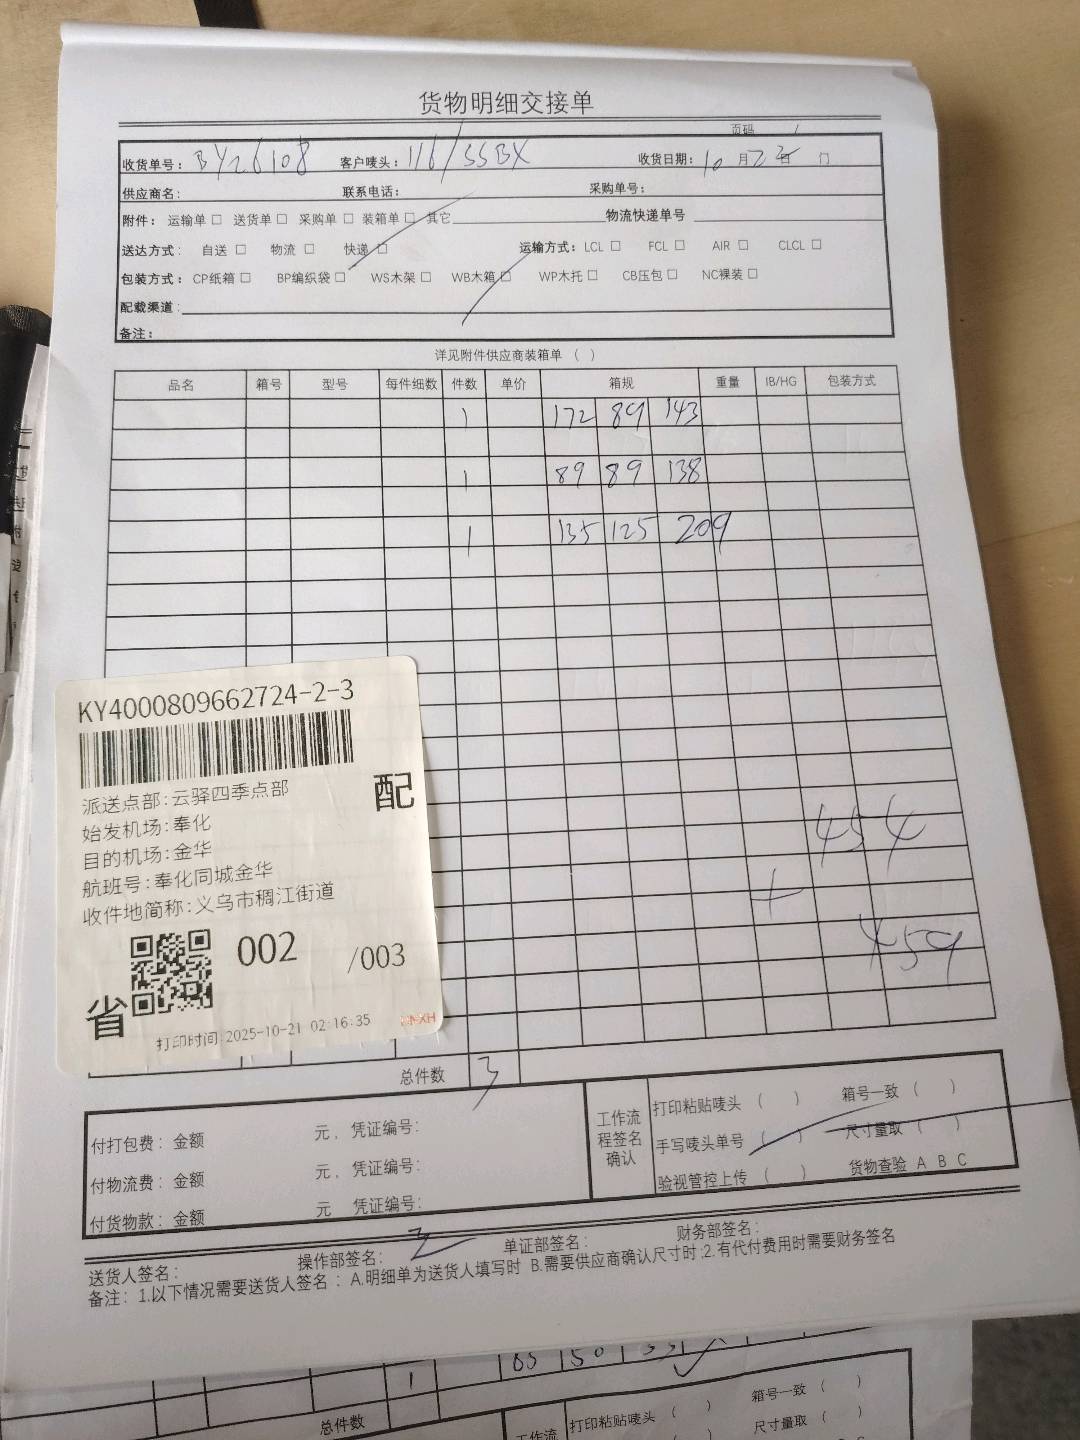 货物明细交接单
页码 /
收货单号: BY26108 客户唛头: 116/SSBX 收货日期: 10 月 日 门
供应商名: 联系电话: 采购单号:
附件: 运输单 □ 送货单 □ 采购单 □ 装箱单 □ 其它 物流快递单号
送达方式: 自送 □ 物流 □ 快递 □ 运输方式: LCL □ FCL □ AIR □ CLCL □
包装方式: CP纸箱 □ BP编织袋 □ WS木架 □ WB木箱 □ WP木托 □ CB压包 □ NC裸装 □
配载渠道:
备注:
详见附件供应商装箱单 ( )
品名 箱号 型号 每件细数 件数 单价 箱规 重量 IB/HG 包装方式
1 172 89 143
1 89 89 138
1 135 125 209
KY4000809662724-2-3
派送点部:云驿四季点部
配
始发机场:奉化
目的机场:金华
航班号:奉化同城金华
收件地简称:义乌市稠江街道
002 /003
省
打印时间:2025-10-21 02:16:35
454
+
459
总件数 3
付打包费: 金额 元, 凭证编号:
付物流费: 金额 元, 凭证编号:
付货物款: 金额 元 凭证编号:
工作流程签名确认
打印粘贴唛头 ( ) 箱号一致 ( )
手写唛头单号 ( ) 尺寸量取 ( )
验视管控上传 ( ) 货物查验 A B C
送货人签名: 操作部签名: 单证部签名: 财务部签名:
备注: 1.以下情况需要送货人签名 : A.明细单为送货人填写时 B.需要供应商确认尺寸时;2.有代付费用时需要财务签名
1
总件数
工作流
打印粘贴唛头 ( ) 箱号一致 ( )
尺寸量取 ( )